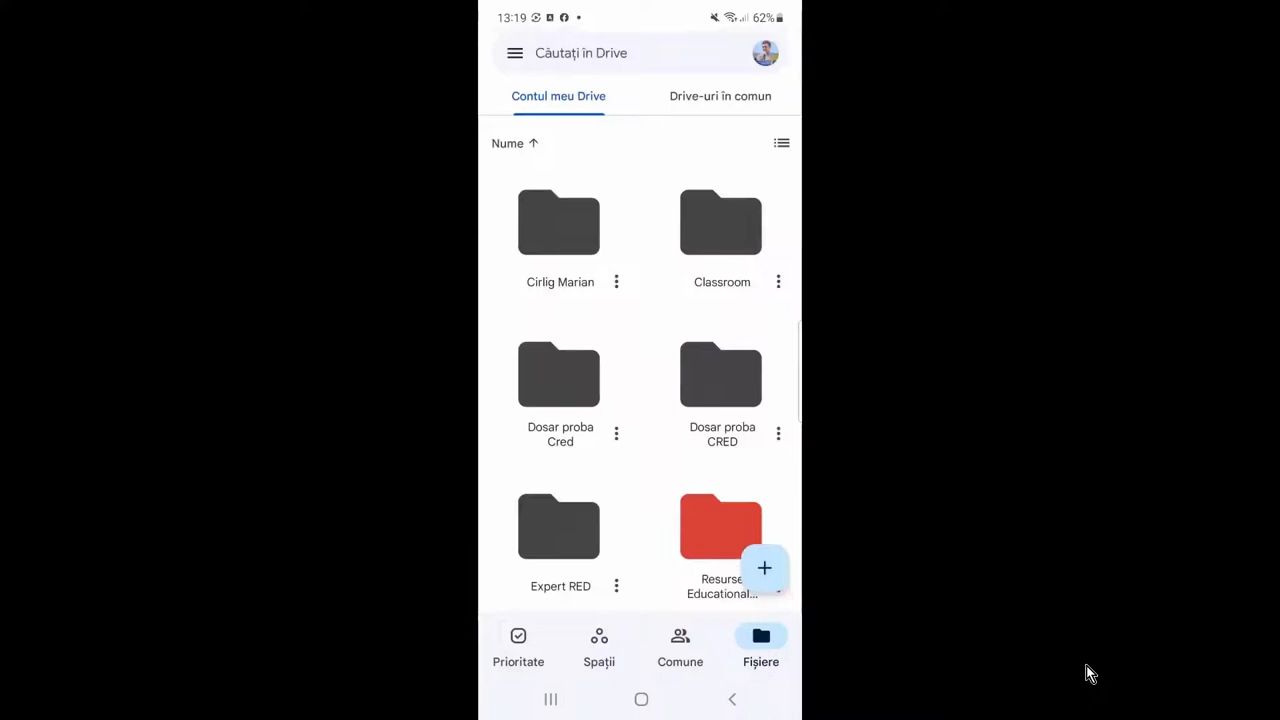 13:19
62%
Căutați în Drive
Contul meu Drive
Drive-uri în comun
Nume
Cirlig Marian
Classroom
Dosar proba
Cred
Dosar proba
CRED
Expert RED
Resurse
Educational...
Prioritate
Spații
Comune
Fișiere